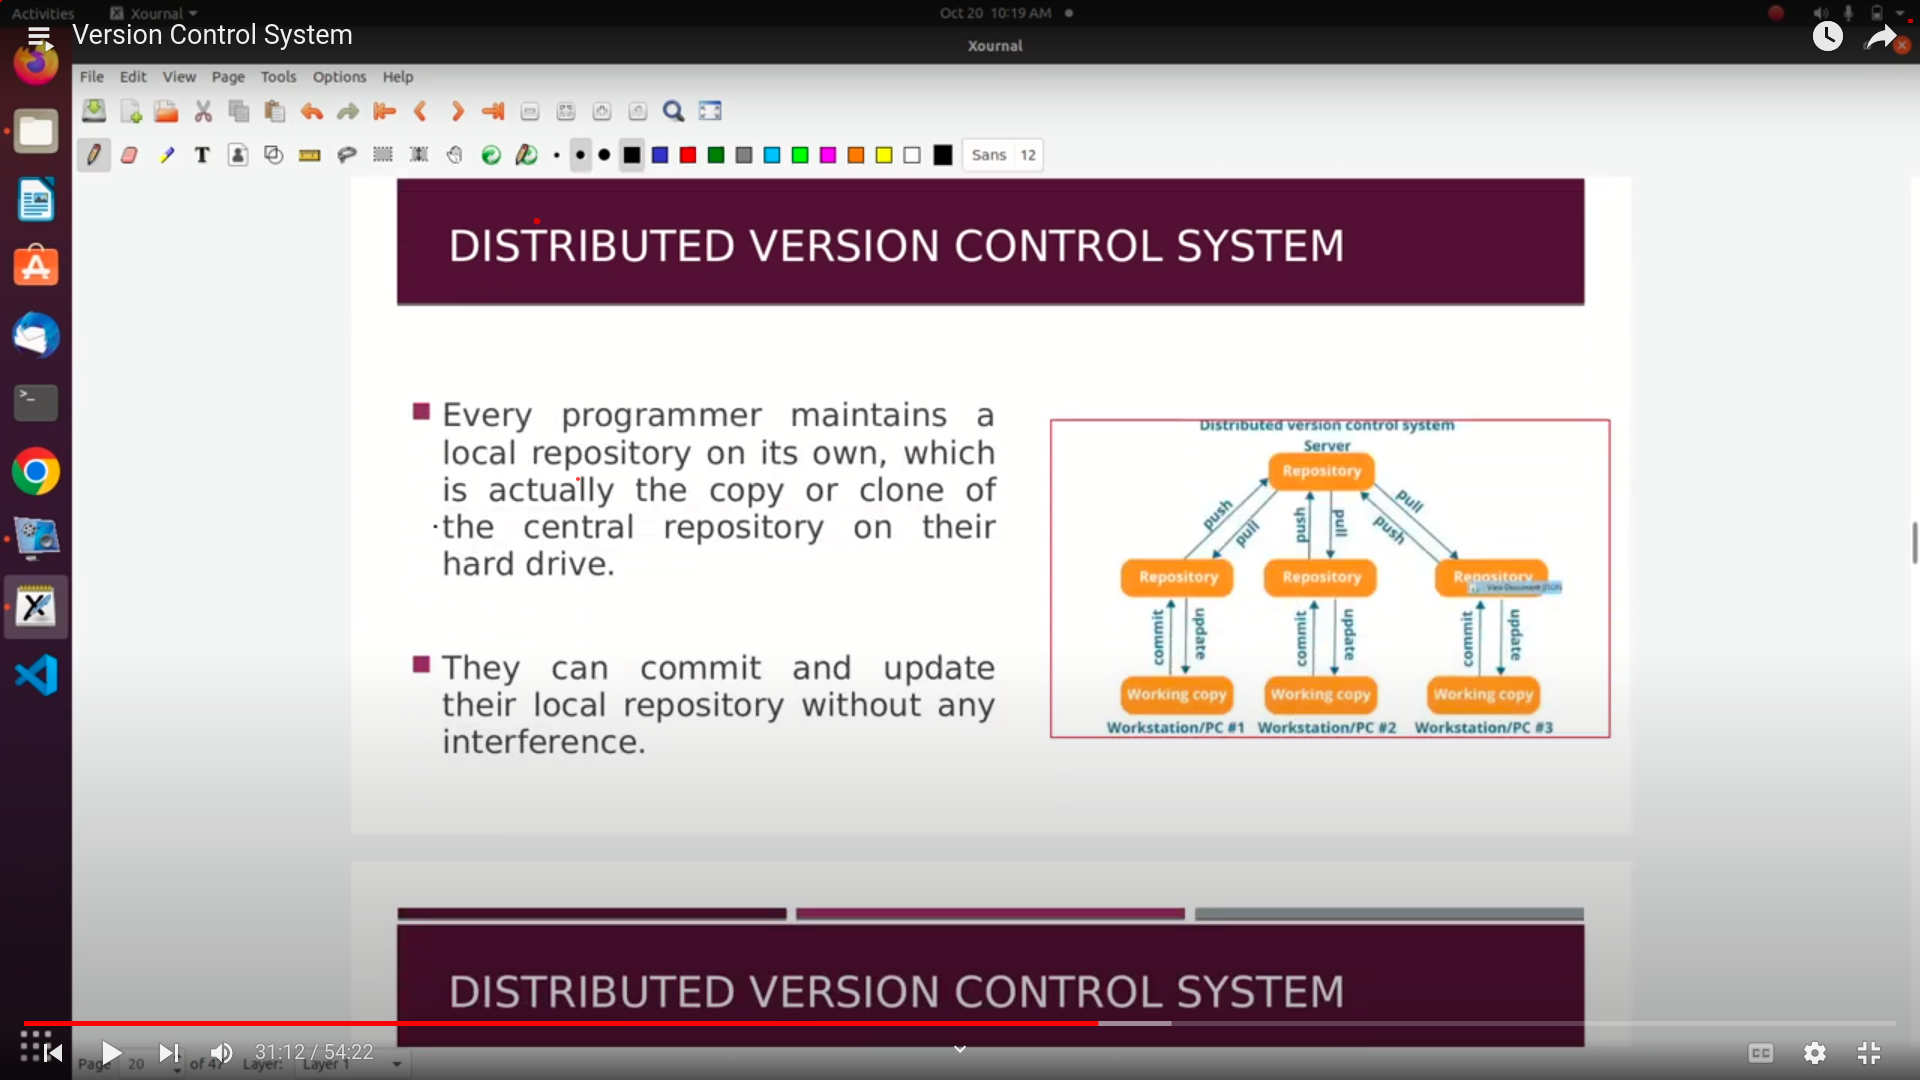 Activities
Xournal
Oct 20 10:19 AM
Version Control System
Xournal
File Edit View Page Tools Options Help
Sans 12
DISTRIBUTED VERSION CONTROL SYSTEM
Every programmer maintains a
local repository on its own, which
is actually the copy or clone of
the central repository on their
hard drive.
They can commit and update
their local repository without any
interference.
Distributed version control system
Server
Repository
push pull push pull push pull
Repository Repository Repository
View Document JSON
commit update commit update commit update
Working copy Working copy Working copy
Workstation/PC #1 Workstation/PC #2 Workstation/PC #3
DISTRIBUTED VERSION CONTROL SYSTEM
31:12 / 54:22
CC
Page 20 of 47 Layer: Layer 1